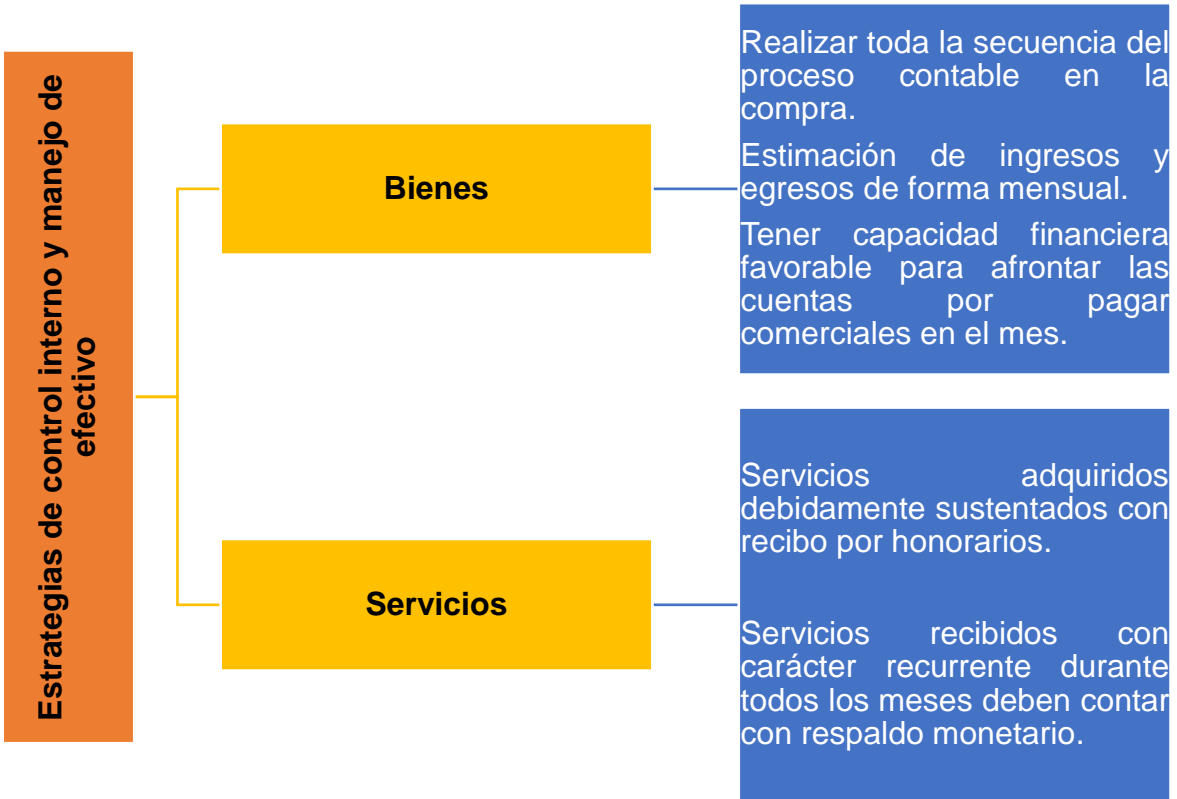 Estrategias de control interno y manejo de
efectivo
Bienes
Realizar toda la secuencia del
proceso contable en la
compra.
Estimación de ingresos y
egresos de forma mensual.
Tener capacidad financiera
favorable para afrontar las
cuentas por pagar
comerciales en el mes.
Servicios
Servicios adquiridos
debidamente sustentados con
recibo por honorarios.
Servicios recibidos con
carácter recurrente durante
todos los meses deben contar
con respaldo monetario.